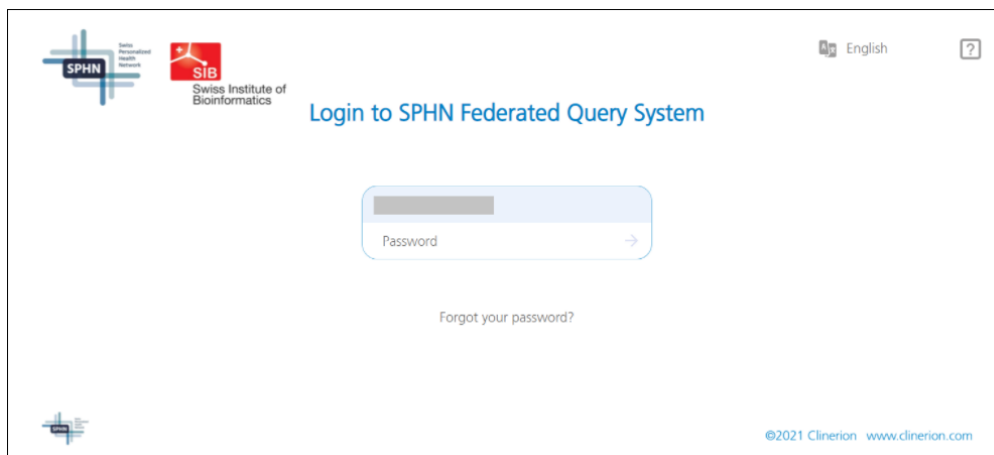 Swiss
Personalized
Health
Network
SPHN
SIB
Swiss Institute of
Bioinformatics
English
?
Login to SPHN Federated Query System
Password
Forgot your password?
SPHN
©2021 Clinerion www.clinerion.com